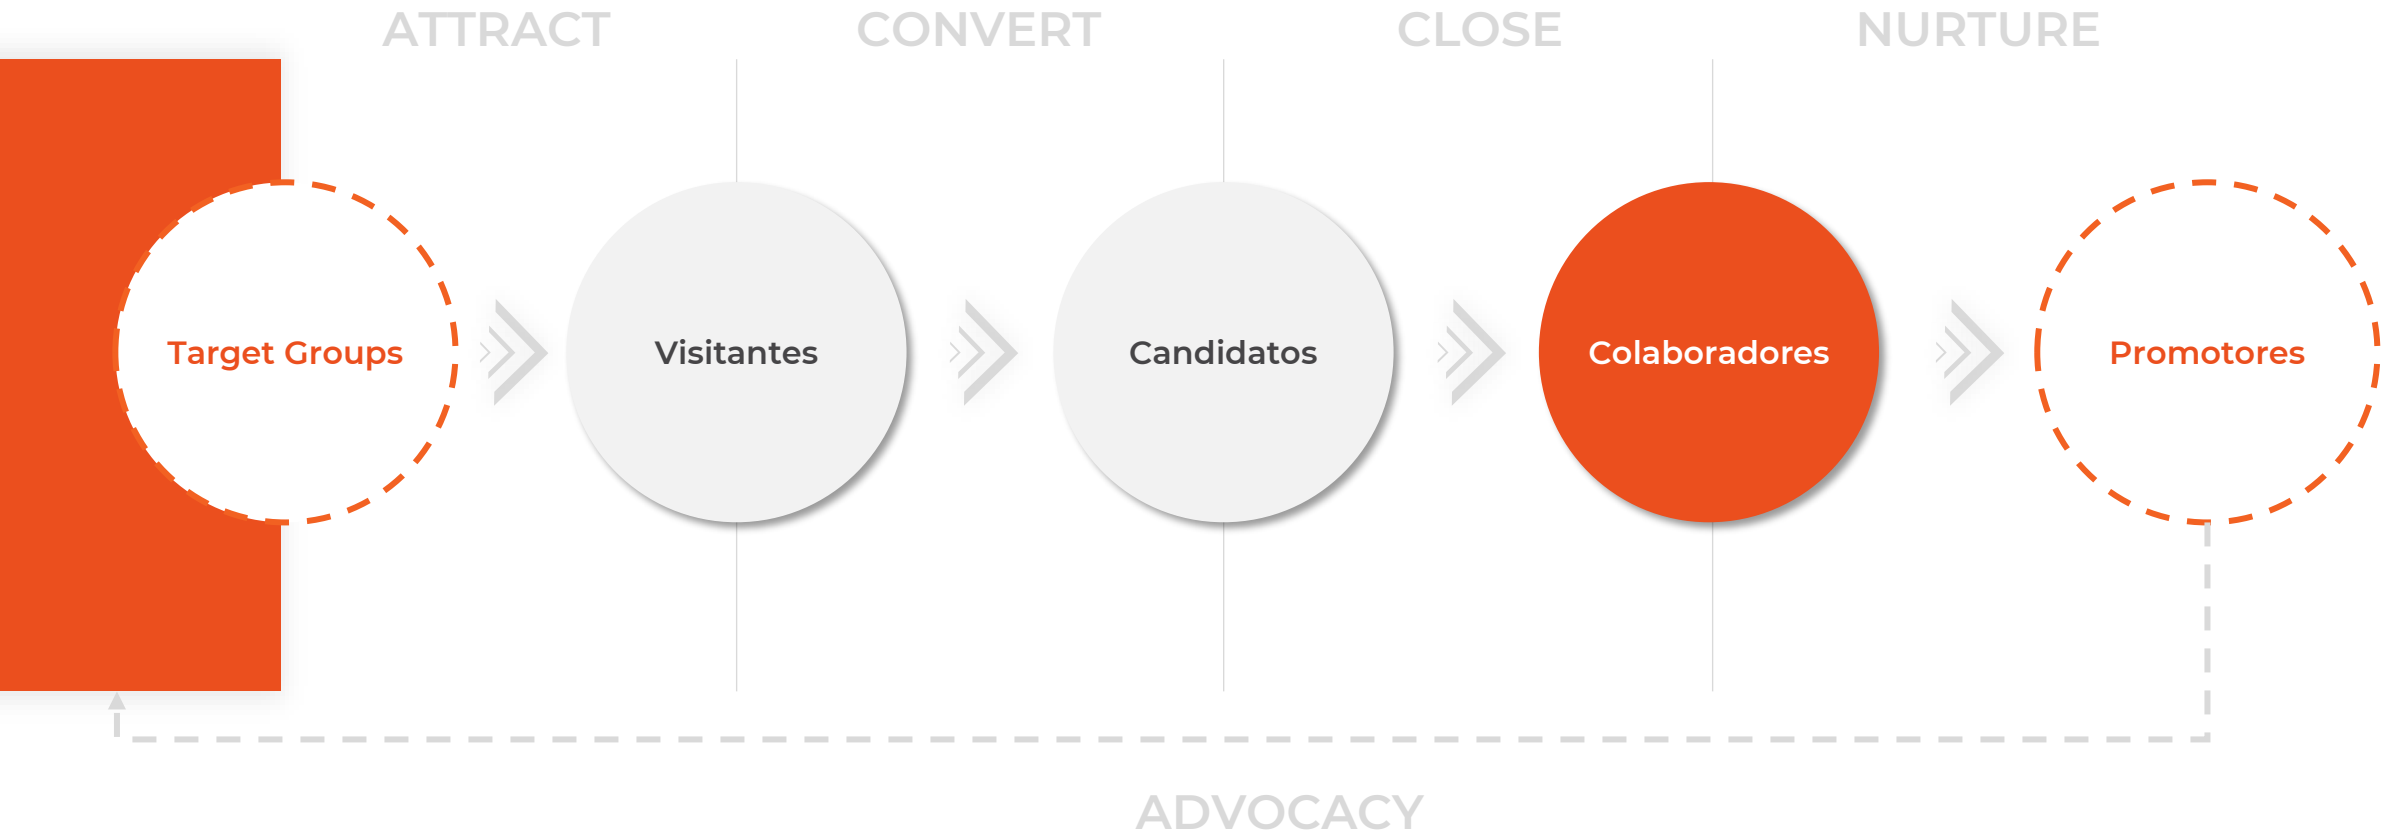 ATTRACT
CONVERT
CLOSE
NURTURE
Target Groups
Visitantes
Candidatos
Colaboradores
Promotores
ADVOCACY